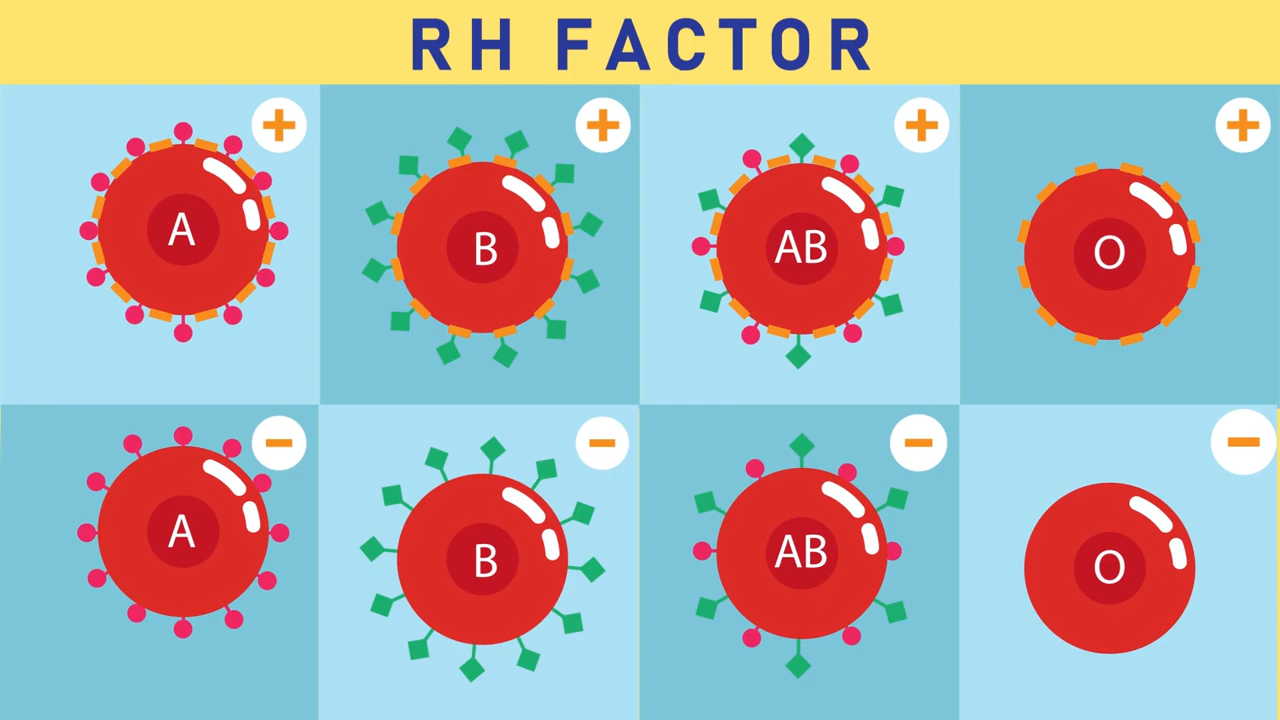 RH FACTOR
+ + + +
A B AB O
- - - -
A B AB O